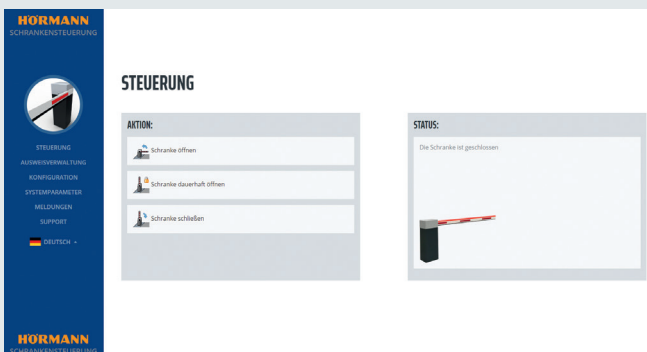 HÖRMANN
SCHRANKENSTEUERUNG
STEUERUNG
AUSWEISVERWALTUNG
KONFIGURATION
SYSTEMPARAMETER
MELDUNGEN
SUPPORT
DEUTSCH
HÖRMANN
SCHRANKENSTEUERUNG
STEUERUNG
AKTION:
Schranke öffnen
Schranke dauerhaft öffnen
Schranke schließen
STATUS:
Die Schranke ist geschlossen